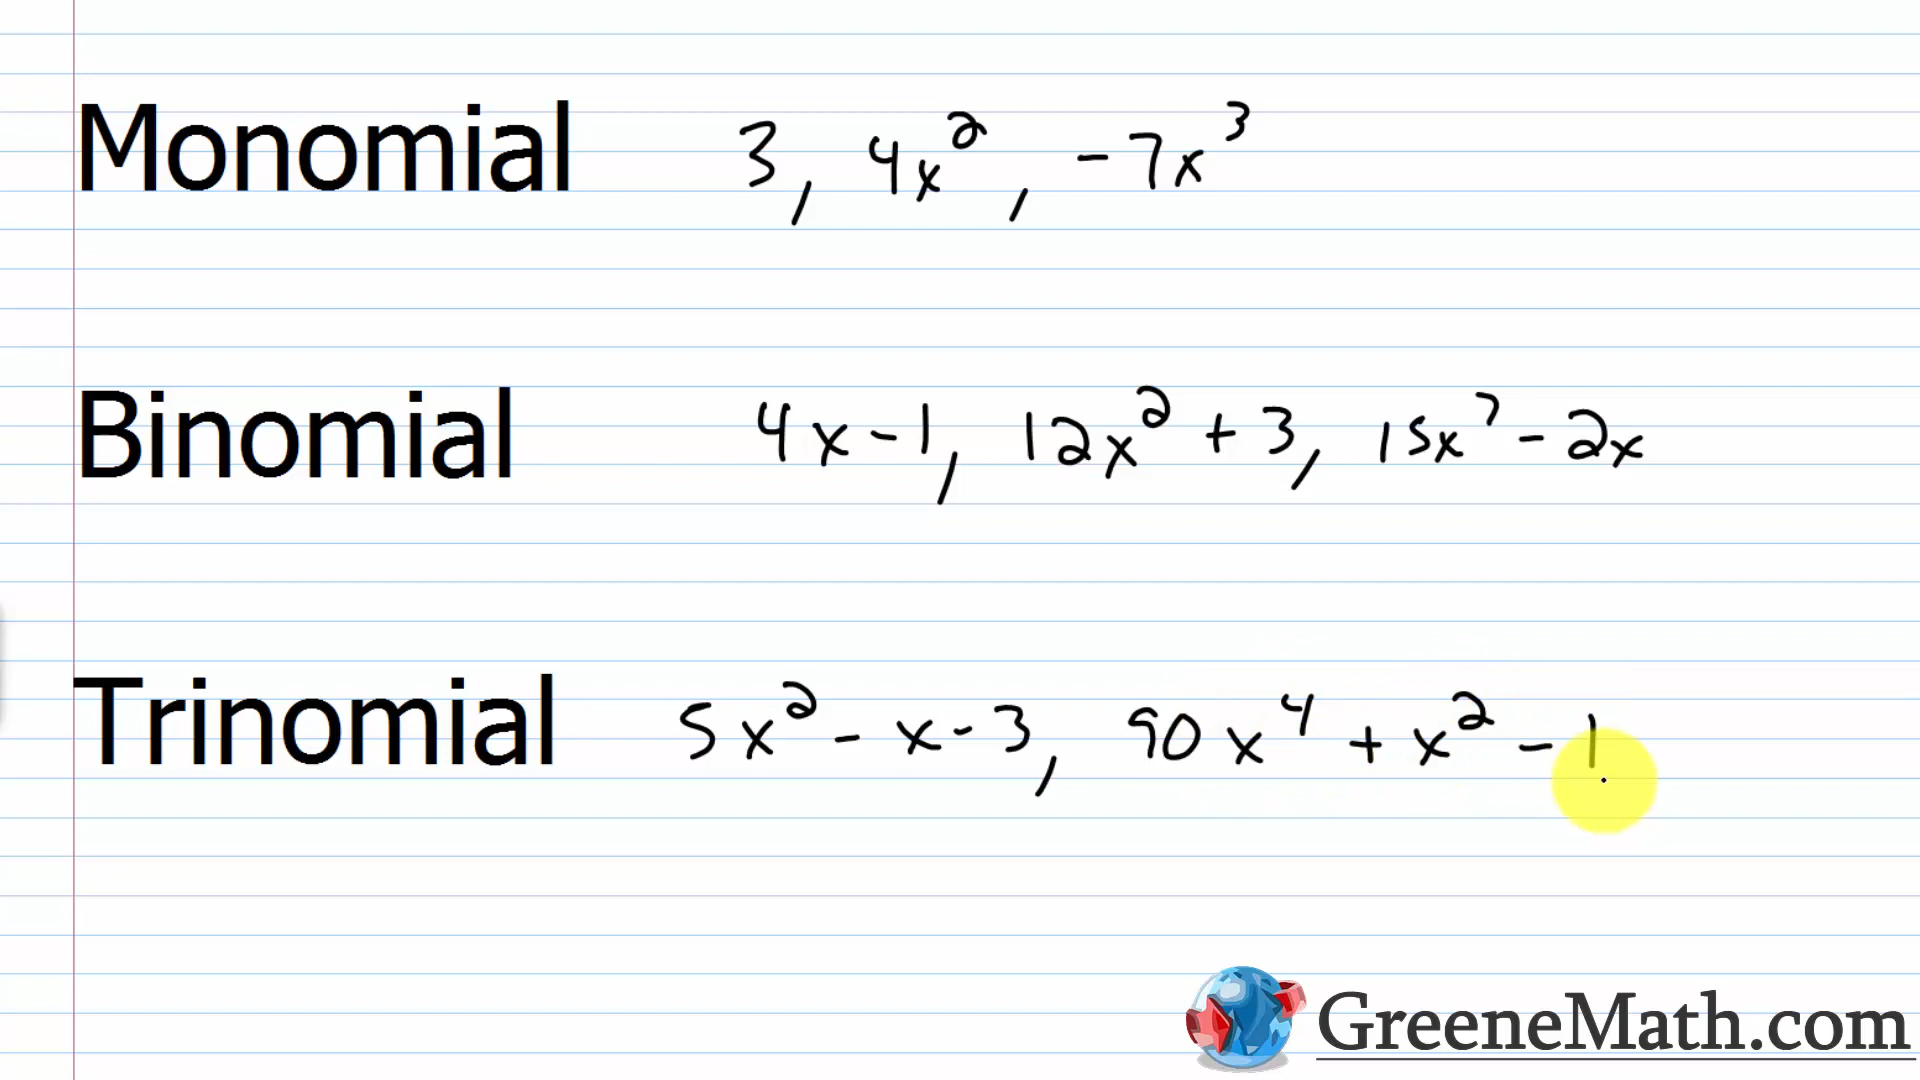 Monomial 3, 4x², -7x³
Binomial 4x-1, 12x²+3, 15x⁷-2x
Trinomial 5x²-x-3, 90x⁴+x²-1
GreeneMath.com